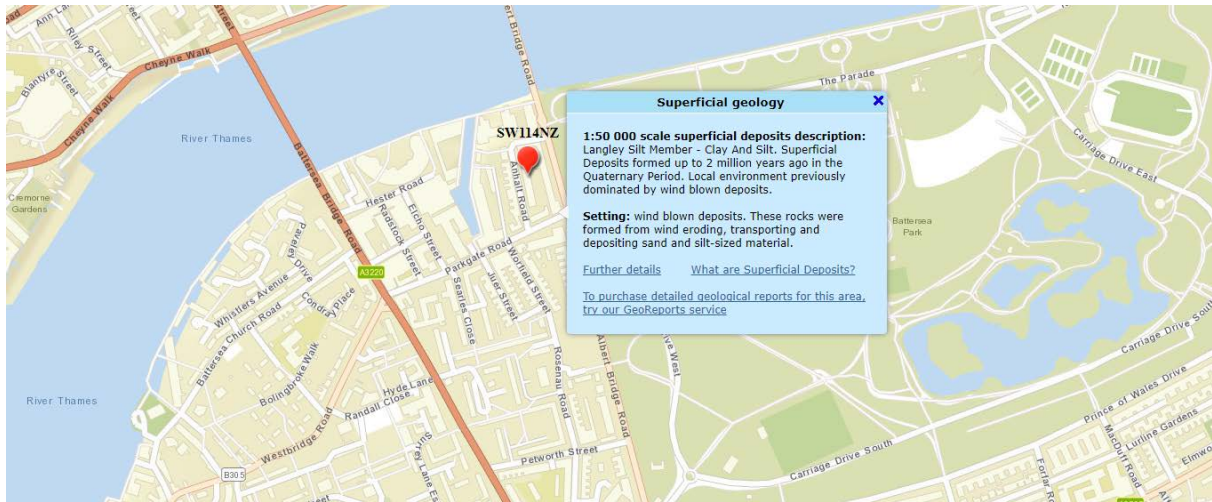 Ann Lane
Riley Street
Blantyre Street
Cheyne Walk
Cheyne Walk
Cremorne Gardens
River Thames
River Thames
Battersea Bridge Road
A3220
Albert Bridge Road
Hester Road
Radstock Street
Elcho Street
Parkgate Road
Anhalt Road
SW114NZ
Worfield Street
Juer Street
Searles Close
Paveley Drive
Whistlers Avenue
Condray Place
Battersea Church Road
Bolingbroke Walk
Hyde Lane
Randall Close
Westbridge Road
B305
Rosenau Road
Petworth Street
Albert Bridge Road
The Parade
Superficial geology
1:50 000 scale superficial deposits description:
Langley Silt Member - Clay And Silt. Superficial
Deposits formed up to 2 million years ago in the
Quaternary Period. Local environment previously
dominated by wind blown deposits.
Setting: wind blown deposits. These rocks were
formed from wind eroding, transporting and
depositing sand and silt-sized material.
Further details What are Superficial Deposits?
To purchase detailed geological reports for this area,
try our GeoReports service
Battersea
Park
Carriage Drive East
Carriage Drive South
Carriage Drive South
Prince of Wales Drive
Lurline Gardens
MacDuff Road